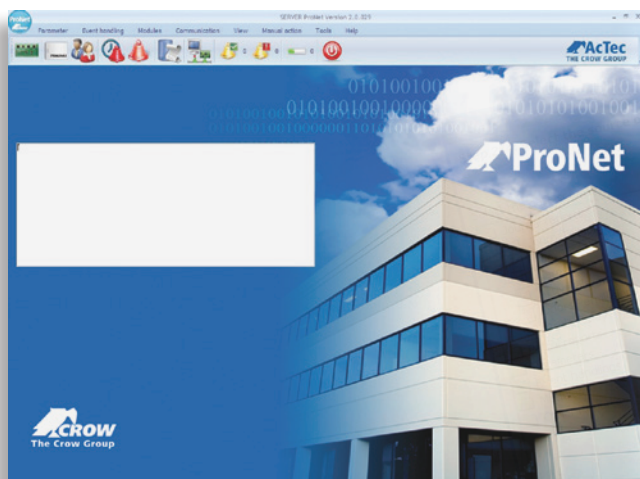 SERVER ProNet Version 2.0.025
ProNet
Parameter Event handling Modules Communication View Manual action Tools Help
AcTec
THE CROW GROUP
ProNet
CROW
The Crow Group